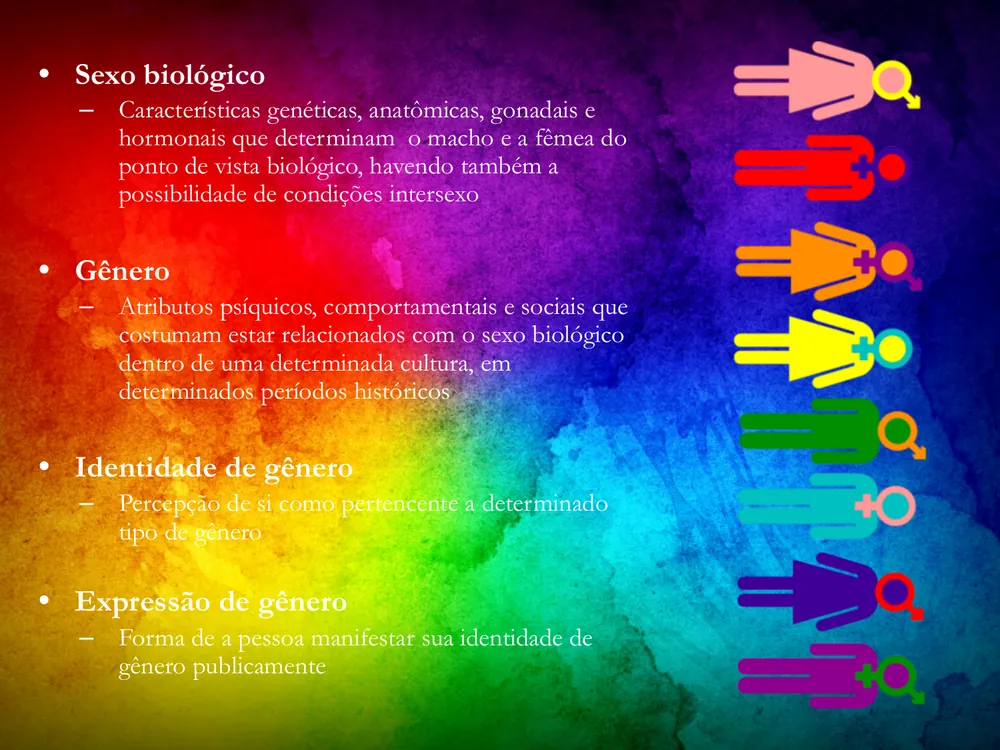 • Sexo biológico
– Características genéticas, anatômicas, gonadais e
hormonais que determinam o macho e a fêmea do
ponto de vista biológico, havendo também a
possibilidade de condições intersexo
• Gênero
– Atributos psíquicos, comportamentais e sociais que
costumam estar relacionados com o sexo biológico
dentro de uma determinada cultura, em
determinados períodos históricos
• Identidade de gênero
– Percepção de si como pertencente a determinado
tipo de gênero
• Expressão de gênero
– Forma de a pessoa manifestar sua identidade de
gênero publicamente